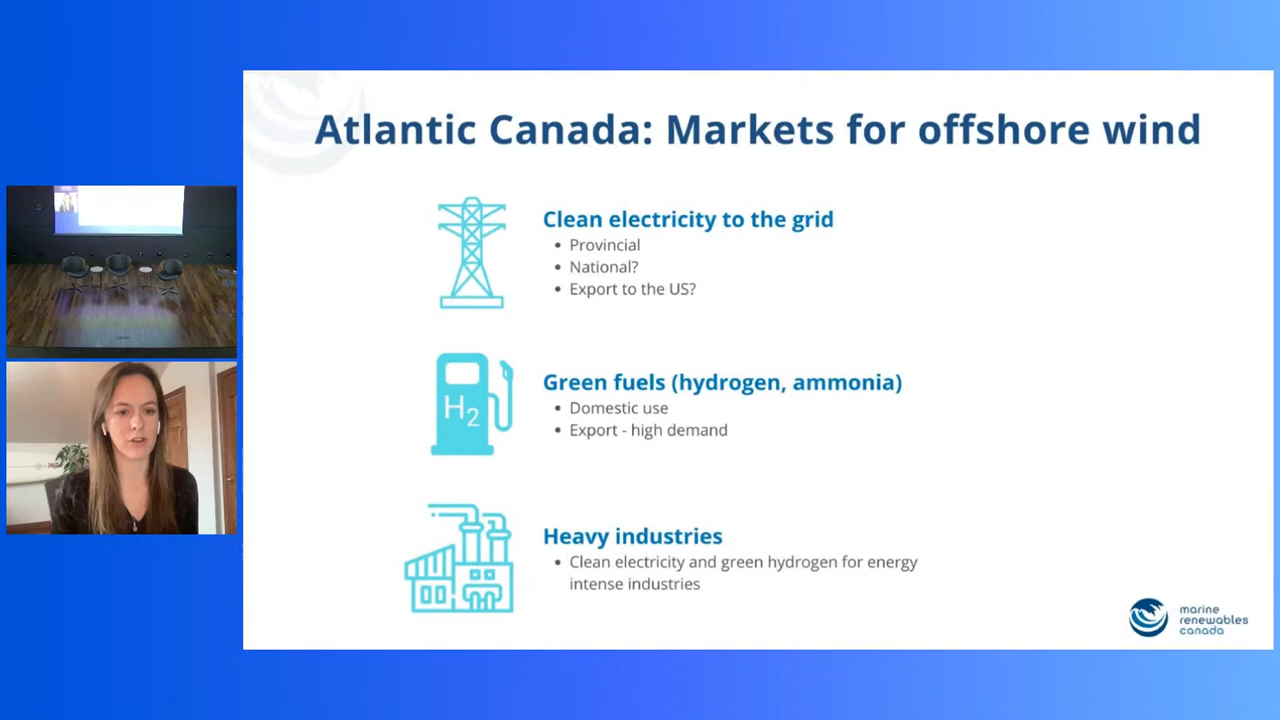 Atlantic Canada: Markets for offshore wind
Clean electricity to the grid
• Provincial
• National?
• Export to the US?
H2
Green fuels (hydrogen, ammonia)
• Domestic use
• Export - high demand
Heavy industries
• Clean electricity and green hydrogen for energy
intense industries
marine
renewables
canada